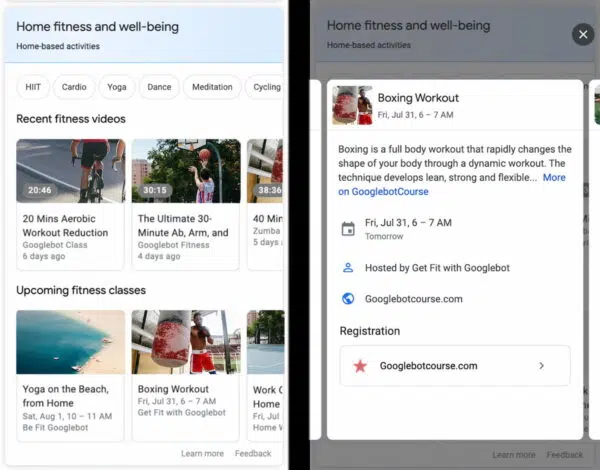 Home fitness and well-being
Home-based activities
HIIT
Cardio
Yoga
Dance
Meditation
Cycling
Recent fitness videos
20:46
30:15
38:36
20 Mins Aerobic
Workout Reduction
Googlebot Class
6 days ago
The Ultimate 30-
Minute Ab, Arm, and
Googlebot Fitness
4 days ago
40 Min
Zumba
5 days
Upcoming fitness classes
Yoga on the Beach,
from Home
Sat, Aug 1, 10 – 11 AM
Be Fit Googlebot
Boxing Workout
Fri, Jul 31, 6 – 7 AM
Get Fit with Googlebot
Work
Home
Fri, Jul
Home
Learn more
Feedback
Home fitness and well-being
Home-based activities
Boxing Workout
Fri, Jul 31, 6 – 7 AM
Boxing is a full body workout that rapidly changes the
shape of your body through a dynamic workout. The
technique develops lean, strong and flexible... More
on GooglebotCourse
Fri, Jul 31, 6 – 7 AM
Tomorrow
Hosted by Get Fit with Googlebot
Googlebotcourse.com
Registration
Googlebotcourse.com
Learn more
Feedback